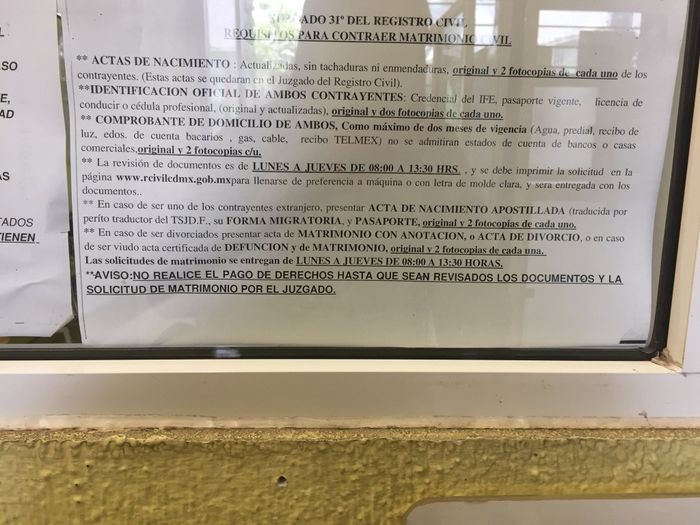 JUZGADO 31º DEL REGISTRO CIVIL
REQUISITOS PARA CONTRAER MATRIMONIO CIVIL
** ACTAS DE NACIMIENTO : Actualizadas, sin tachaduras ni enmendaduras, original y 2 fotocopias de cada uno de los
contrayentes. (Estas actas se quedaran en el Juzgado del Registro Civil).
**IDENTIFICACION OFICIAL DE AMBOS CONTRAYENTES: Credencial del IFE, pasaporte vigente, licencia de
conducir o cédula profesional, (original y actualizados), original y dos fotocopias de cada uno.
** COMPROBANTE DE DOMICILIO DE AMBOS, Como máximo de dos meses de vigencia (Agua, predial, recibo de
luz, edos. de cuenta bacarios , gas, cable, recibo TELMEX) no se admitiran estados de cuenta de bancos o casas
comerciales,original y 2 fotocopias c/u.
** La revisión de documentos es de LUNES A JUEVES DE 08:00 A 13:30 HRS. , y se debe imprimir la solicitud en la
página www.rcivilcdmx.gob.mxpara llenarse de preferencia a máquina o con letra de molde clara, y sera entregada con los
documentos..
** En caso de ser uno de los contrayentes extranjero, presentar ACTA DE NACIMIENTO APOSTILLADA (traducida por
perito traductor del TSJD.F., su FORMA MIGRATORIA, y PASAPORTE, original y 2 fotocopias de cada uno.
** En caso de ser divorciados presentar acta de MATRIMONIO CON ANOTACION, o ACTA DE DIVORCIO, o en caso
de ser viudo acta certificada de DEFUNCION y de MATRIMONIO, original y 2 fotocopias de cada una.
Las solicitudes de matrimonio se entregan de LUNES A JUEVES DE 08:00 A 13:30 HORAS.
**AVISO:NO REALICE EL PAGO DE DERECHOS HASTA QUE SEAN REVISADOS LOS DOCUMENTOS Y LA
SOLICITUD DE MATRIMONIO POR EL JUZGADO.